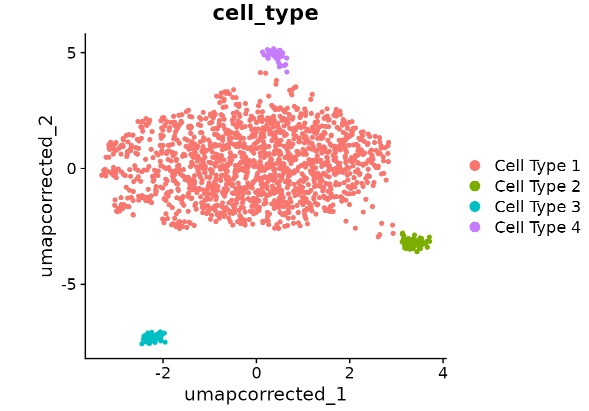 cell_type
umapcorrected_2
5
0
-5
-2
0
2
4
umapcorrected_1
Cell Type 1
Cell Type 2
Cell Type 3
Cell Type 4